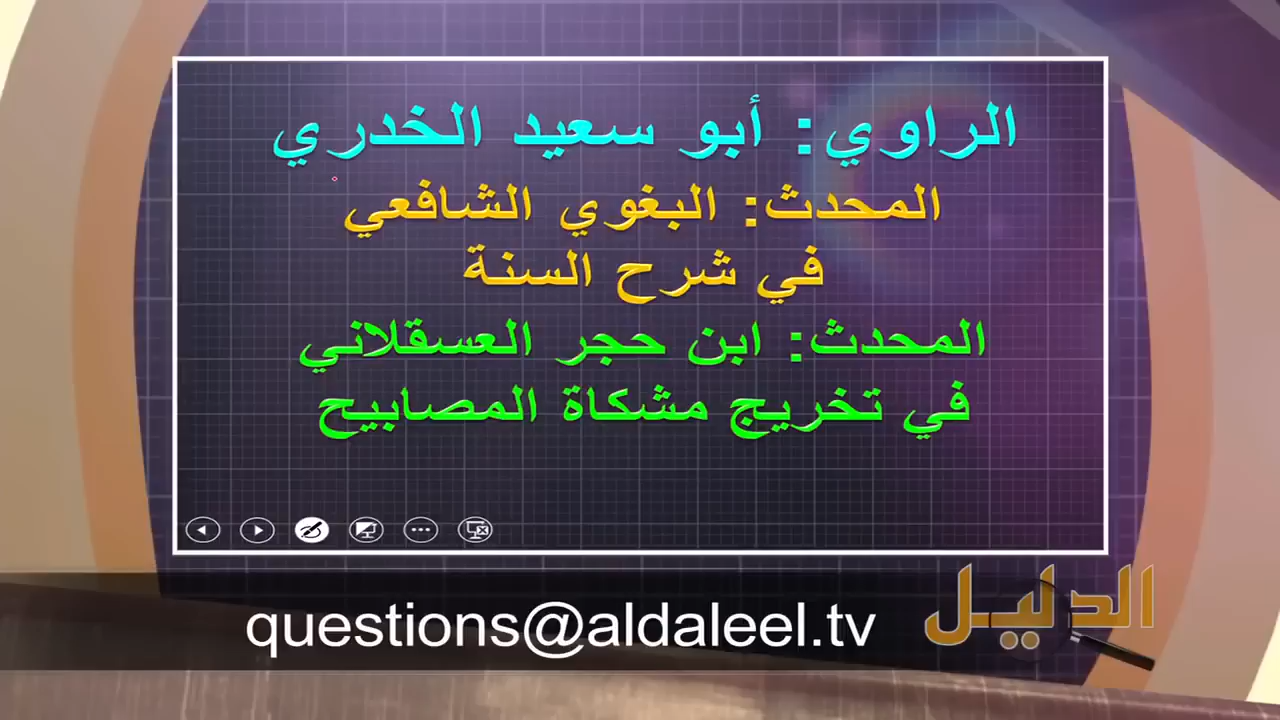 الراوي: أبو سعيد الخدري
المحدث: البغوي الشافعي
في شرح السنة
المحدث: ابن حجر العسقلاني
في تخريج مشكاة المصابيح
questions@aldaleel.tv
الدليل